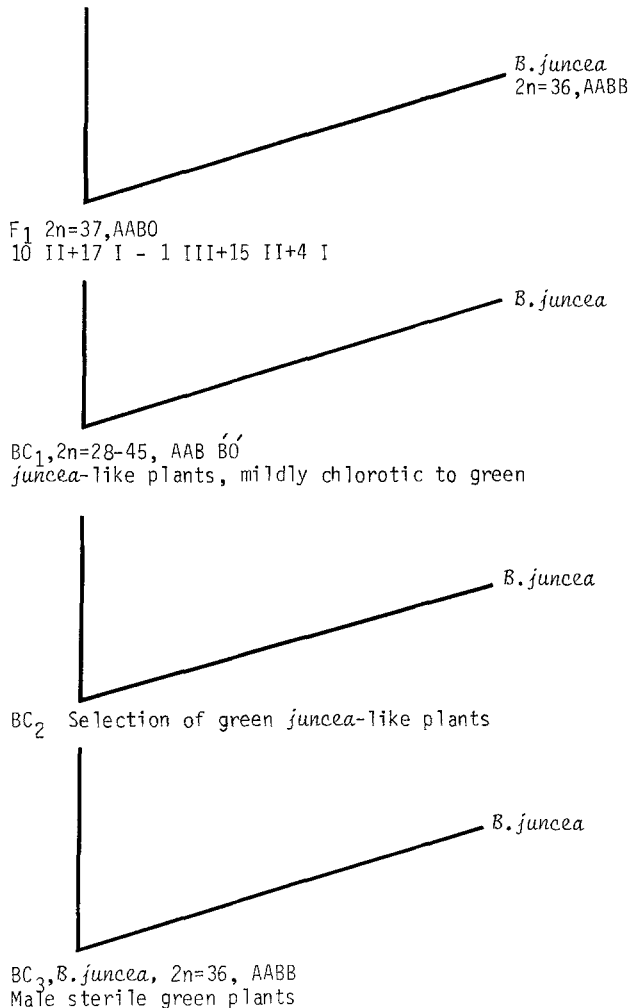 B.juncea
2n=36,AABB
F1 2n=37,AABO
10 II+17 I - 1 III+15 II+4 I
B.juncea
BC1,2n=28-45, AAB B́Ó
juncea-like plants, mildly chlorotic to green
B.juncea
BC2 Selection of green juncea-like plants
B.juncea
BC3,B.juncea, 2n=36, AABB
Male sterile green plants